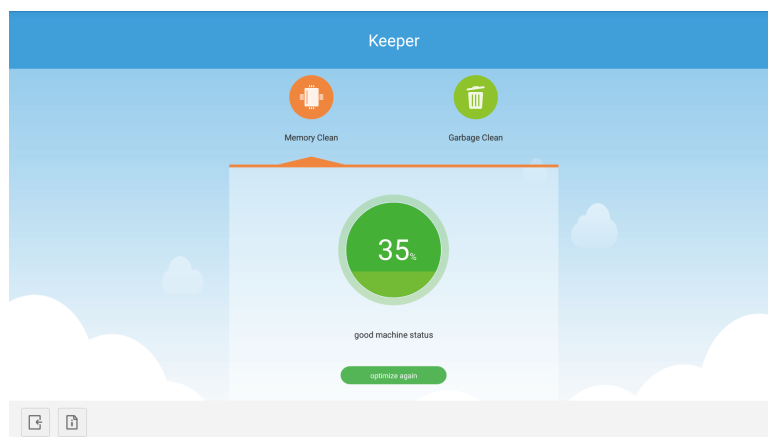 Keeper
Memory Clean
Garbage Clean
35%
good machine status
optimize again